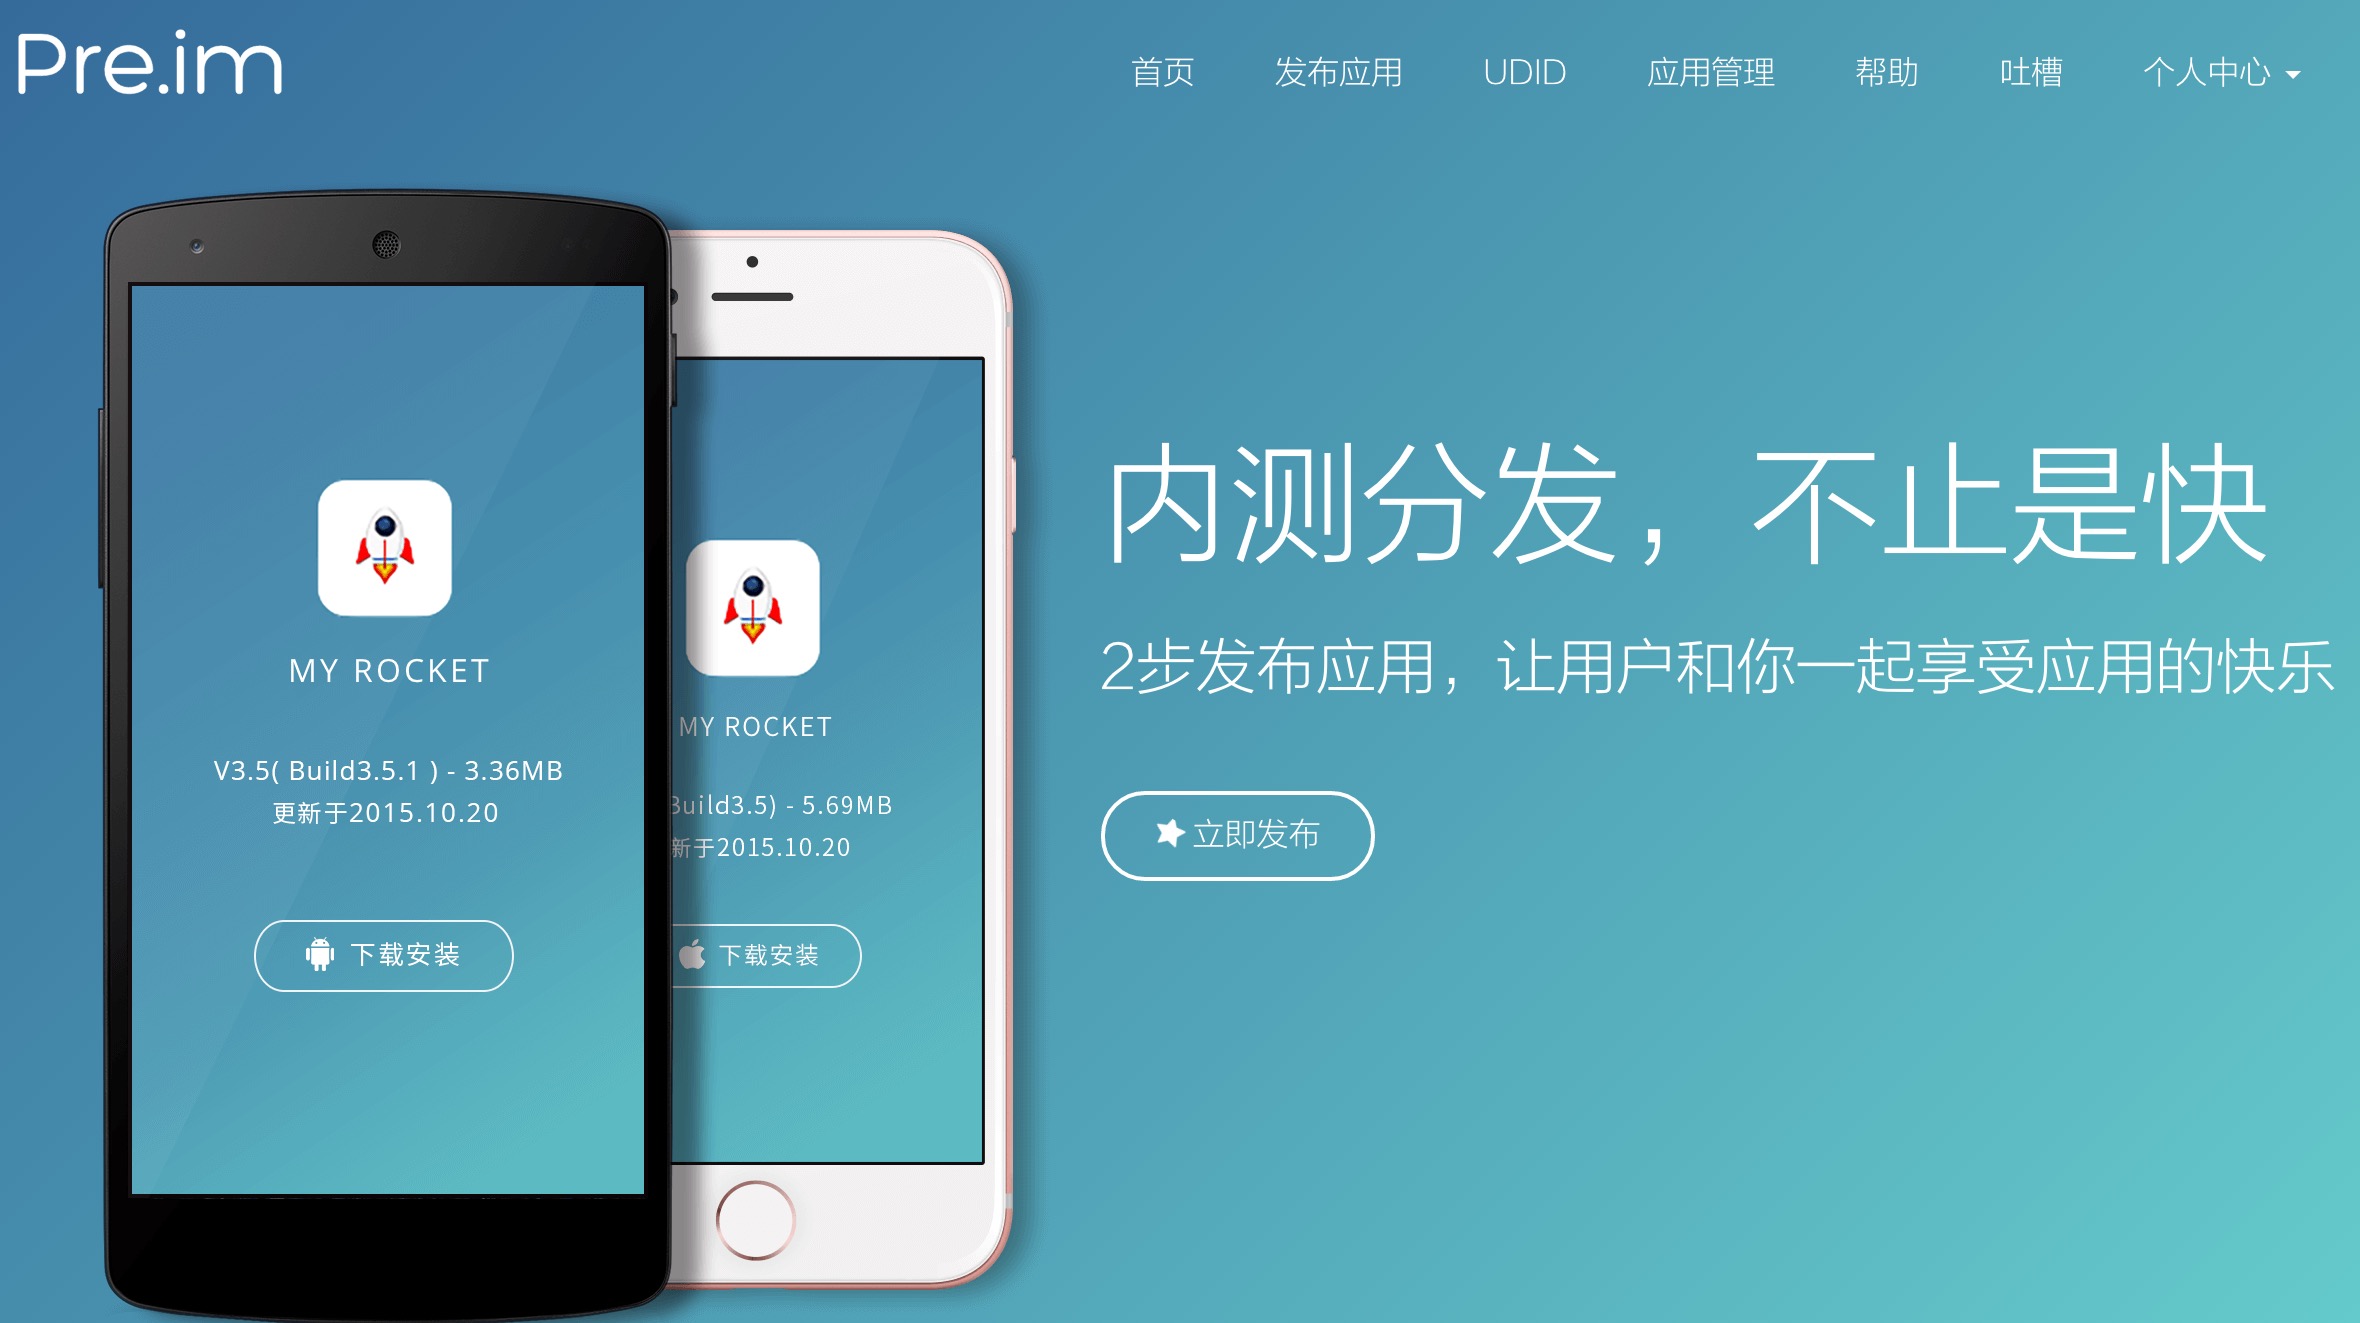 Pre.im
首页 发布应用 UDID 应用管理 帮助 吐槽 个人中心
内测分发，不止是快
2步发布应用，让用户和你一起享受应用的快乐
立即发布
MY ROCKET
V3.5( Build3.5.1 ) - 3.36MB
更新于2015.10.20
下载安装
MY ROCKET
Build3.5) - 5.69MB
新于2015.10.20
下载安装